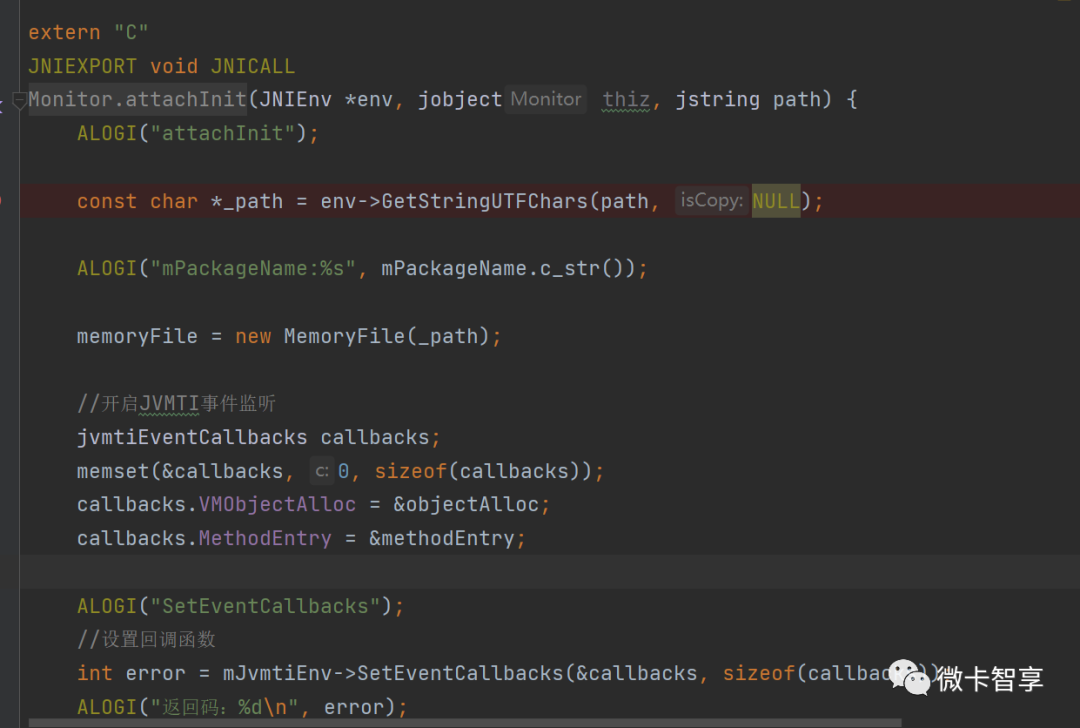 extern "C"
JNIEXPORT void JNICALL
Monitor.attachInit(JNIEnv *env, jobject Monitor thiz, jstring path) {
ALOGI("attachInit");
const char *_path = env->GetStringUTFChars(path, isCopy: NULL);
ALOGI("mPackageName:%s", mPackageName.c_str());
memoryFile = new MemoryFile(_path);
//开启JVMTI事件监听
jvmtiEventCallbacks callbacks;
memset(&callbacks, c: 0, sizeof(callbacks));
callbacks.VMObjectAlloc = &objectAlloc;
callbacks.MethodEntry = &methodEntry;
ALOGI("SetEventCallbacks");
//设置回调函数
int error = mJvmtiEnv->SetEventCallbacks(&callbacks, sizeof(callback
ALOGI("返回码：%d\n", error);
微卡智享